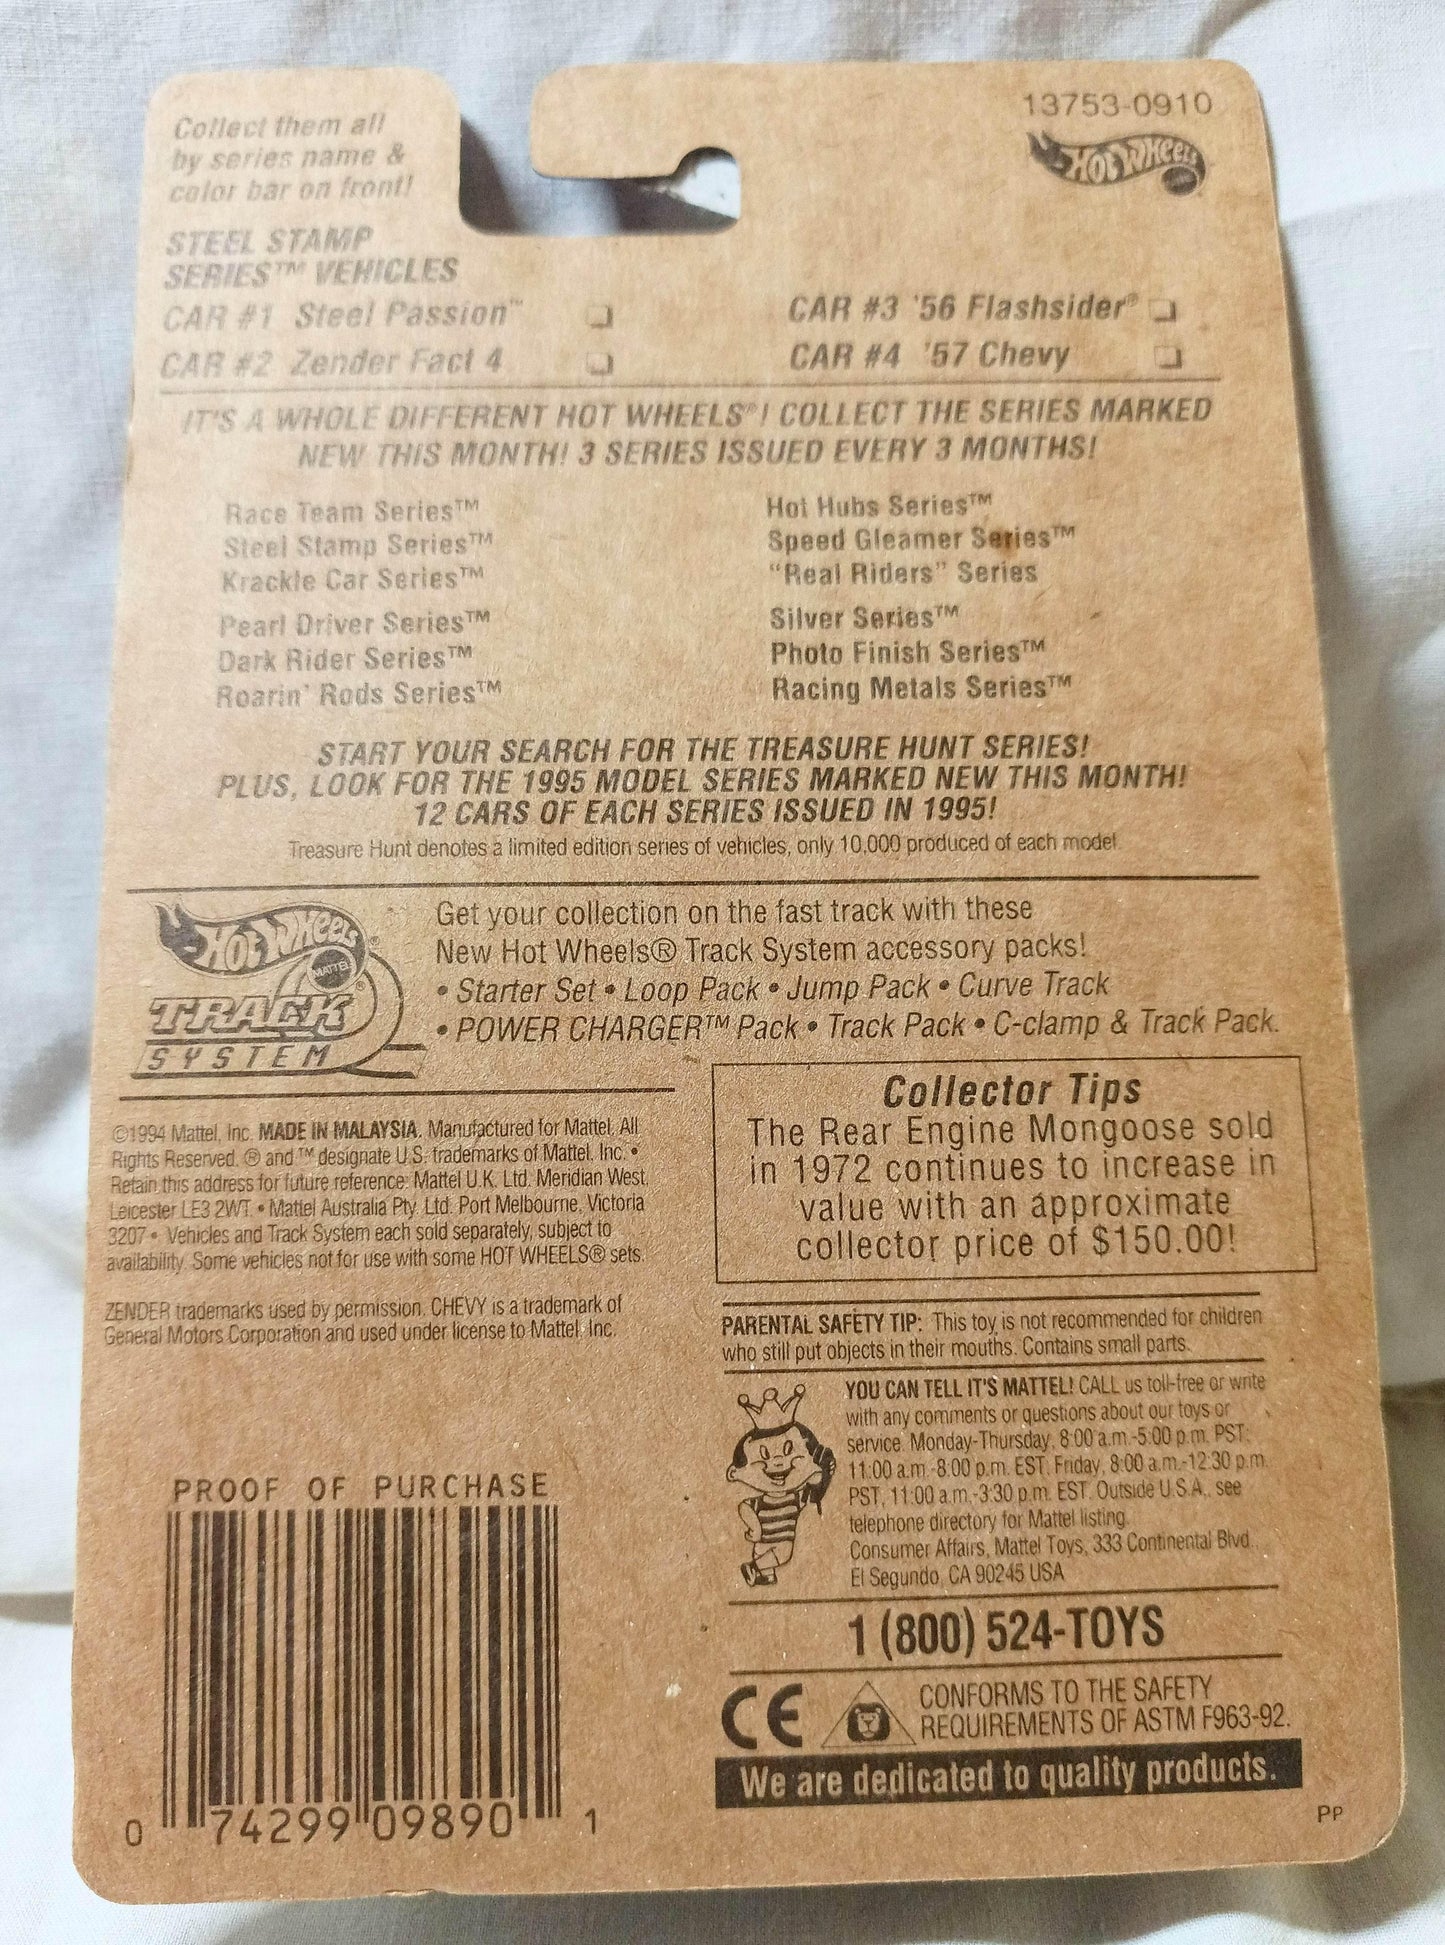 Collect them all
by series name &
color bar on front!
13753-0910
HOT WHEELS
STEEL STAMP
SERIES™ VEHICLES
CAR #1 Steel Passion™
CAR #2 Zender Fact 4
CAR #3 '56 Flashsider®
CAR #4 '57 Chevy
IT'S A WHOLE DIFFERENT HOT WHEELS®! COLLECT THE SERIES MARKED
NEW THIS MONTH! 3 SERIES ISSUED EVERY 3 MONTHS!
Race Team Series™
Steel Stamp Series™
Krackle Car Series™
Pearl Driver Series™
Dark Rider Series™
Roarin' Rods Series™
Hot Hubs Series™
Speed Gleamer Series™
"Real Riders" Series
Silver Series™
Photo Finish Series™
Racing Metals Series™
START YOUR SEARCH FOR THE TREASURE HUNT SERIES!
PLUS, LOOK FOR THE 1995 MODEL SERIES MARKED NEW THIS MONTH!
12 CARS OF EACH SERIES ISSUED IN 1995!
Treasure Hunt denotes a limited edition series of vehicles, only 10,000 produced of each model.
HOT WHEELS®
MATTEL
TRACK®
SYSTEM
Get your collection on the fast track with these
New Hot Wheels® Track System accessory packs!
• Starter Set • Loop Pack • Jump Pack • Curve Track
• POWER CHARGER™ Pack • Track Pack • C-clamp & Track Pack.
©1994 Mattel, Inc. MADE IN MALAYSIA. Manufactured for Mattel. All
Rights Reserved. ® and ™ designate U.S. trademarks of Mattel, Inc. •
Retain this address for future reference: Mattel U.K. Ltd. Meridian West,
Leicester LE3 2WT. • Mattel Australia Pty. Ltd. Port Melbourne, Victoria
3207 • Vehicles and Track System each sold separately, subject to
availability. Some vehicles not for use with some HOT WHEELS® sets.
ZENDER trademarks used by permission. CHEVY is a trademark of
General Motors Corporation and used under license to Mattel, Inc.
Collector Tips
The Rear Engine Mongoose sold
in 1972 continues to increase in
value with an approximate
collector price of $150.00!
PARENTAL SAFETY TIP: This toy is not recommended for children
who still put objects in their mouths. Contains small parts.
YOU CAN TELL IT'S MATTEL! CALL us toll-free or write
with any comments or questions about our toys or
service. Monday-Thursday, 8:00 a.m.-5:00 p.m. PST;
11:00 a.m.-8:00 p.m. EST. Friday, 8:00 a.m.-12:30 p.m.
PST, 11:00 a.m.-3:30 p.m. EST. Outside U.S.A., see
telephone directory for Mattel listing.
Consumer Affairs, Mattel Toys, 333 Continental Blvd.,
El Segundo, CA 90245 USA
1 (800) 524-TOYS
CE
CONFORMS TO THE SAFETY
REQUIREMENTS OF ASTM F963-92.
We are dedicated to quality products.
PROOF OF PURCHASE
0 74299 09890 1
PP